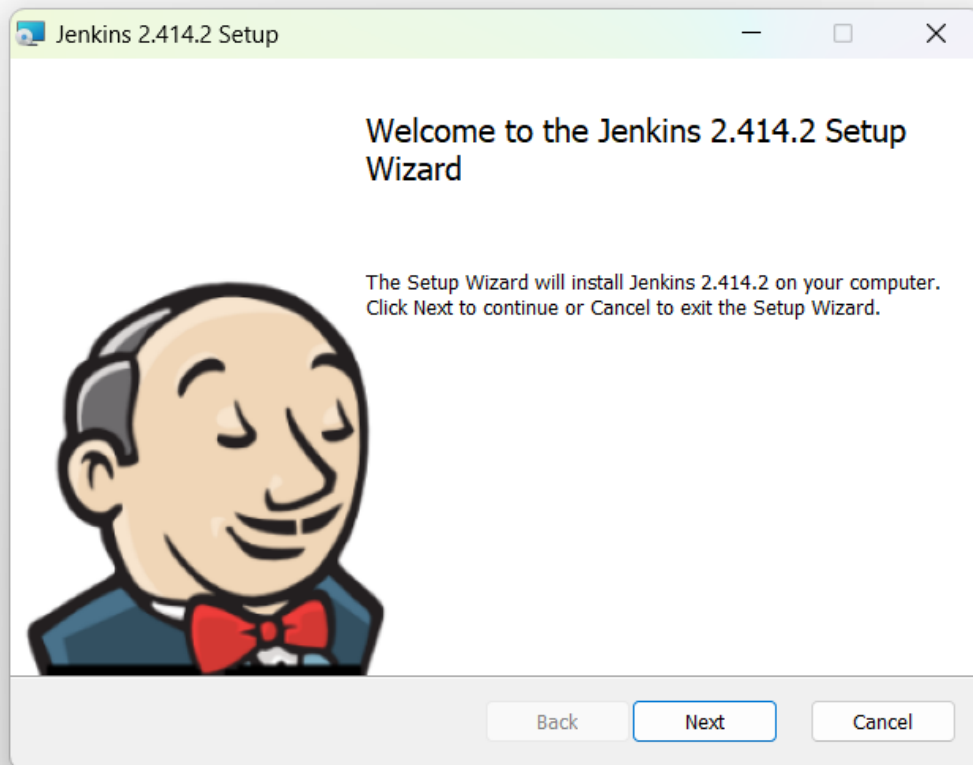 Jenkins 2.414.2 Setup
Welcome to the Jenkins 2.414.2 Setup
Wizard
The Setup Wizard will install Jenkins 2.414.2 on your computer.
Click Next to continue or Cancel to exit the Setup Wizard.
Back
Next
Cancel